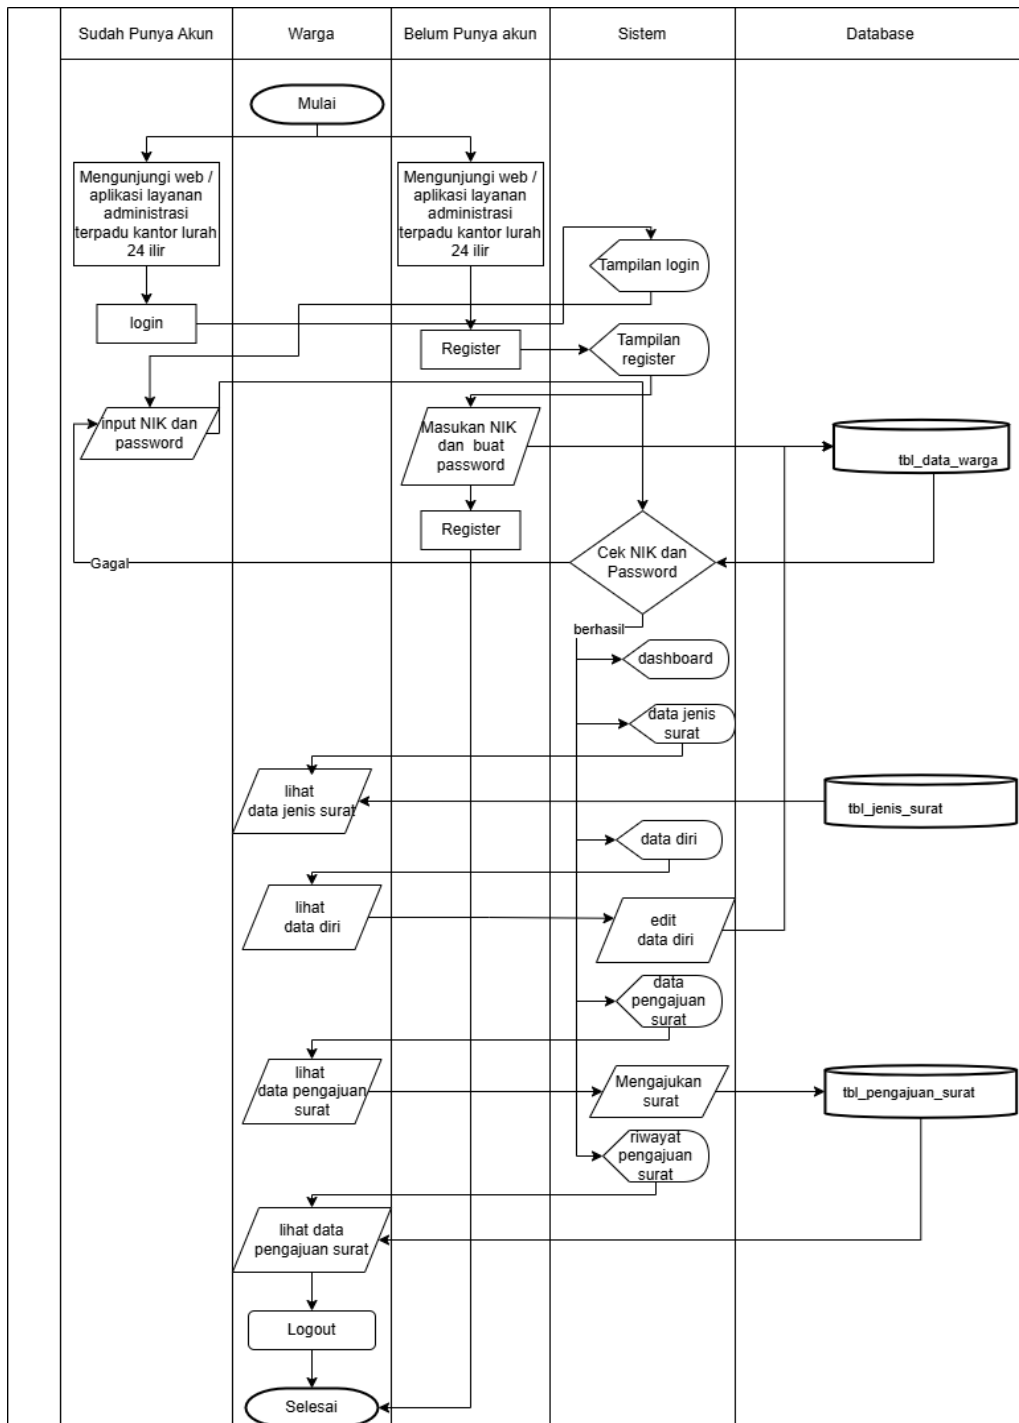 Sudah Punya Akun
Warga
Belum Punya akun
Sistem
Database
Mulai
Mengunjungi web /
aplikasi layanan
administrasi
terpadu kantor lurah
24 ilir
Mengunjungi web /
aplikasi layanan
administrasi
terpadu kantor lurah
24 ilir
Tampilan login
login
Register
Tampilan
register
input NIK dan
password
Masukan NIK
dan buat
password
tbl_data_warga
Register
Cek NIK dan
Password
Gagal
berhasil
dashboard
data jenis
surat
lihat
data jenis surat
tbl_jenis_surat
data diri
lihat
data diri
edit
data diri
data
pengajuan
surat
lihat
data pengajuan
surat
Mengajukan
surat
tbl_pengajuan_surat
riwayat
pengajuan
surat
lihat data
pengajuan surat
Logout
Selesai